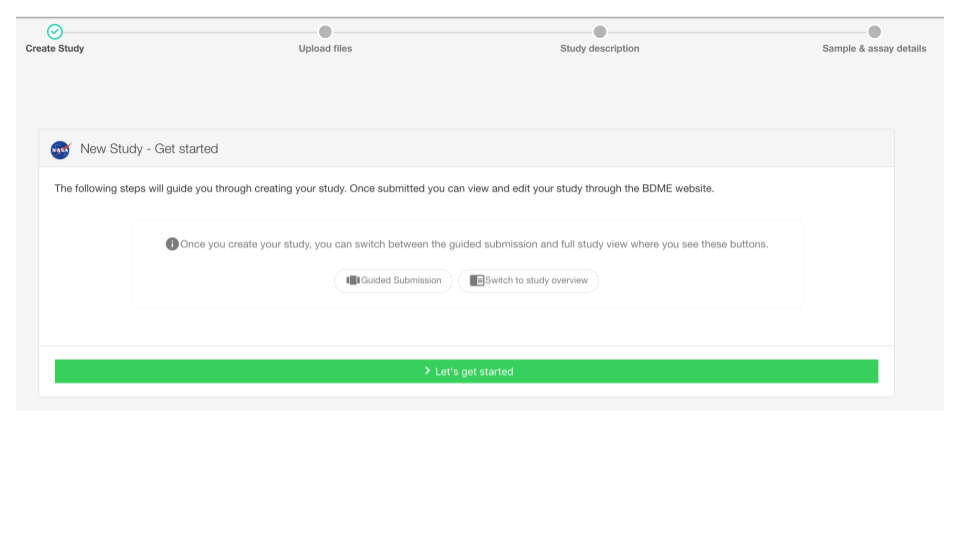 Create Study
Upload files
Study description
Sample & assay details
NASA
New Study - Get started
The following steps will guide you through creating your study. Once submitted you can view and edit your study through the BDME website.
Once you create your study, you can switch between the guided submission and full study view where you see these buttons.
Guided Submission
Switch to study overview
Let's get started